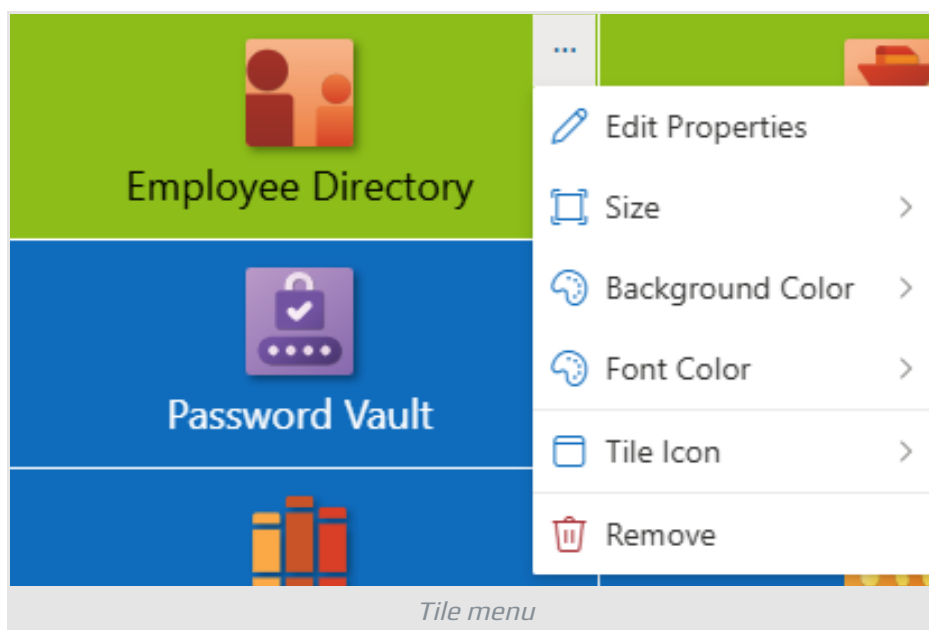 ...
Employee Directory
Edit Properties
Size
Background Color
Font Color
Password Vault
Tile Icon
Remove
Tile menu